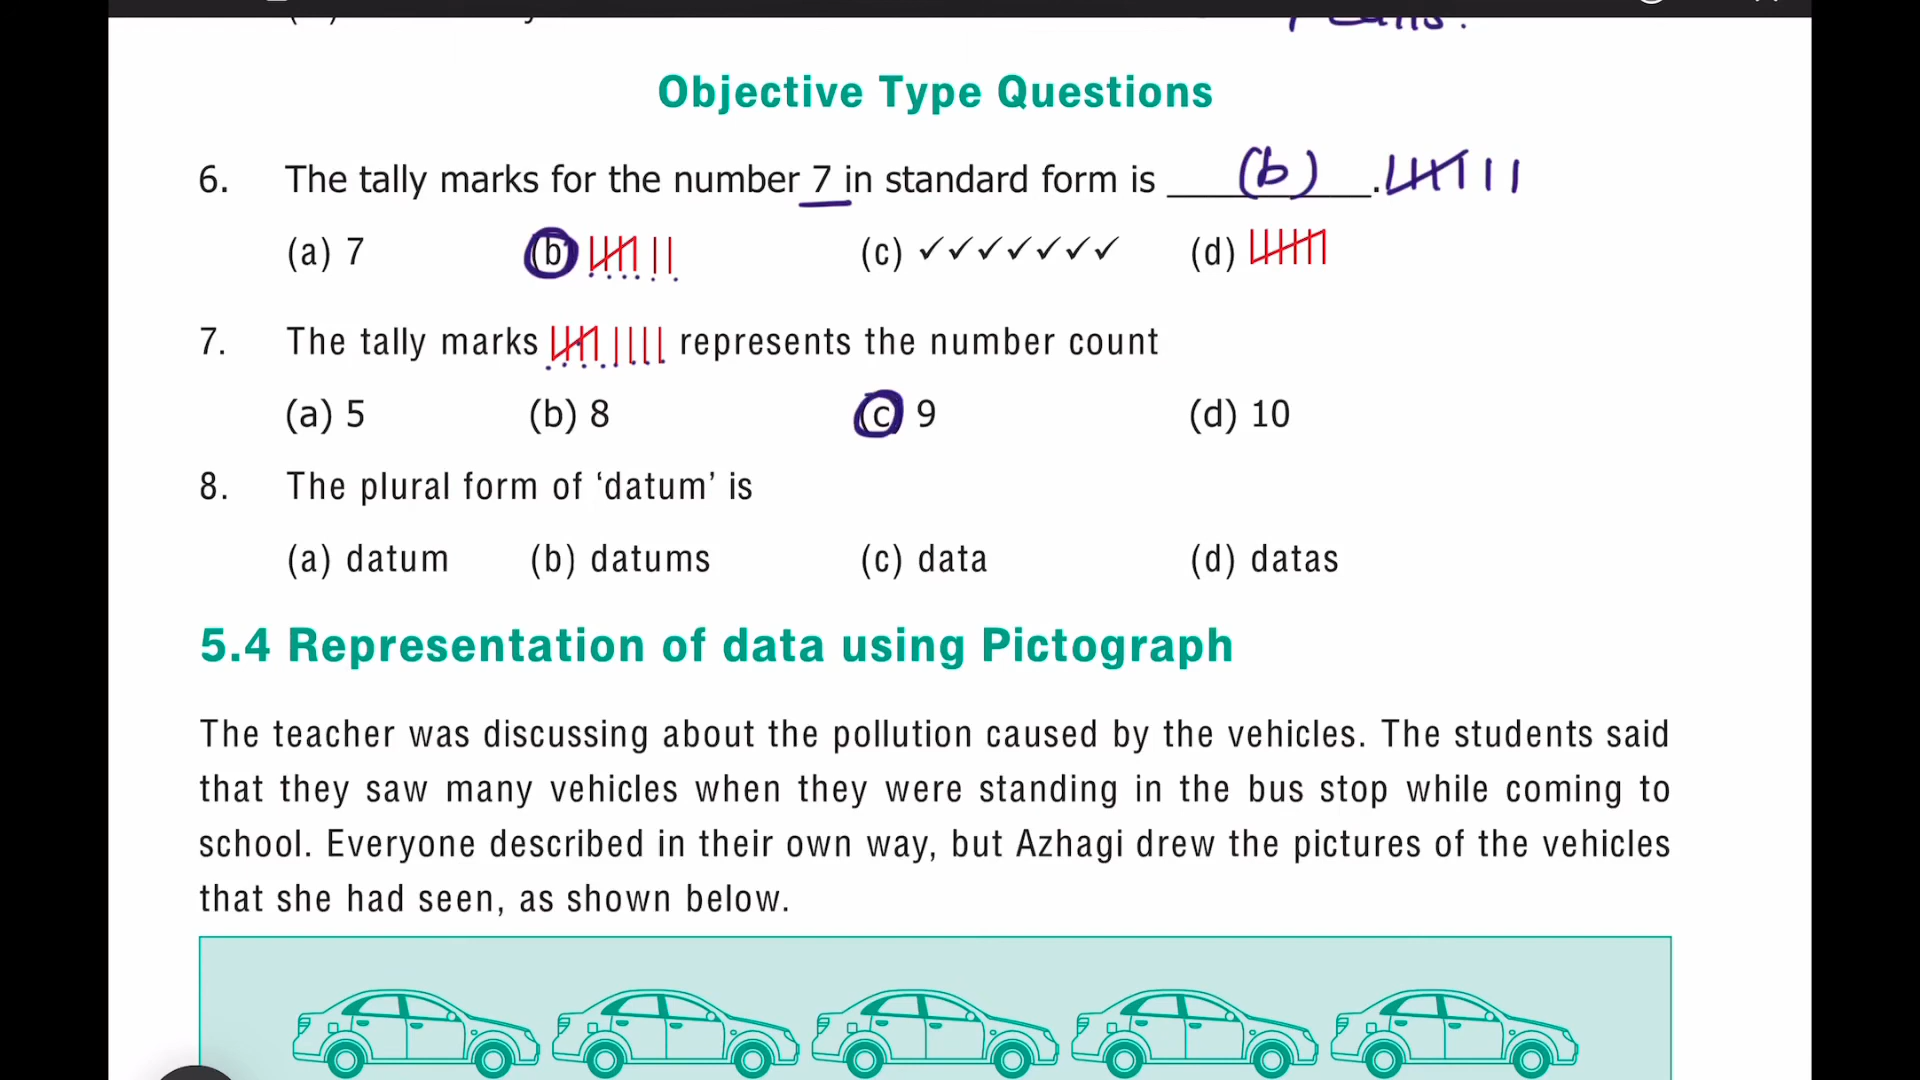 Objective Type Questions
6. The tally marks for the number 7 in standard form is (b).
(a) 7 (b) (c) ✓✓✓✓✓✓✓ (d)
7. The tally marks represents the number count
(a) 5 (b) 8 (c) 9 (d) 10
8. The plural form of ‘datum’ is
(a) datum (b) datums (c) data (d) datas
5.4 Representation of data using Pictograph
The teacher was discussing about the pollution caused by the vehicles. The students said
that they saw many vehicles when they were standing in the bus stop while coming to
school. Everyone described in their own way, but Azhagi drew the pictures of the vehicles
that she had seen, as shown below.